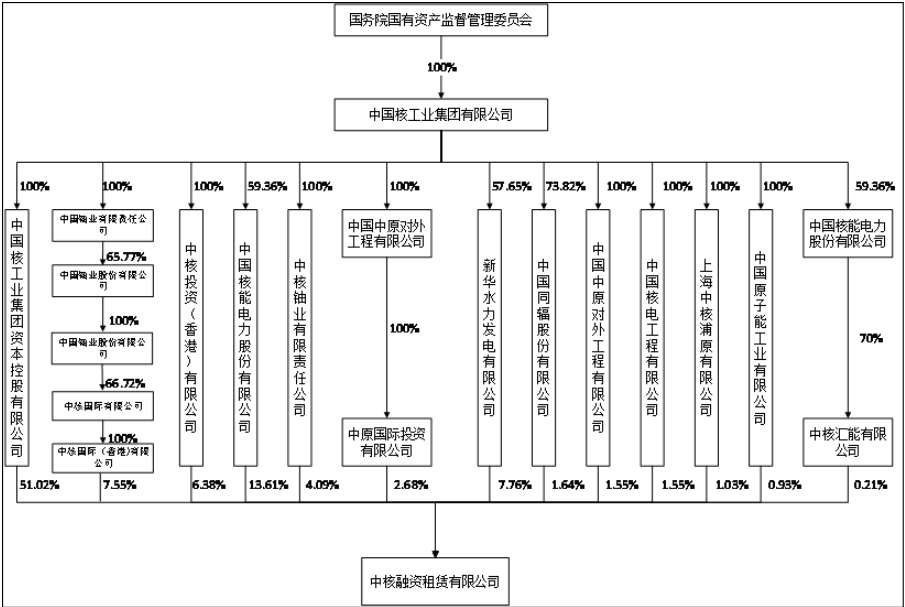 国务院国有资产监督管理委员会
100%
中国核工业集团有限公司
100%
100%
100%
59.36%
100%
100%
57.65%
73.82%
100%
100%
100%
100%
59.36%
中国核工业集团资本控股有限公司
中国铀业有限责任公
司
65.77%
中国铀业股份有限公
司
100%
中国铀业股份有限公
司
66.72%
中核国际有限公司
100%
中核国际（香港)有限
公司
中核投资（香港）有限公司
中国核能电力股份有限公司
中核铀业有限责任公司
中国中原对外
工程有限公司
100%
中原国际投资
有限公司
新华水力发电有限公司
中国同辐股份有限公司
中国中原对外工程有限公司
中国核电工程有限公司
上海中核浦原有限公司
中国原子能工业有限公司
中国核能电力
股份有限公司
70%
中核汇能有限公
司
51.02%
7.55%
6.38%
13.61%
4.09%
2.68%
7.76%
1.64%
1.55%
1.55%
1.03%
0.93%
0.21%
中核融资租赁有限公司